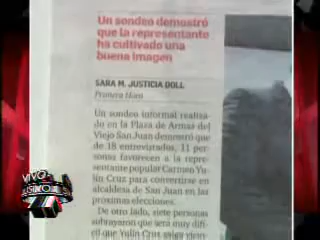 Un sondeo demostró
que la representante
ha cultivado una
buena imagen
SARA M. JUSTICIA DOLL
Primera Hora
Un sondeo informal realiza-
do en la Plaza de Armas del
Viejo San Juan demostró que
de 18 entrevistados, 11 per-
sonas favorecen a la repre-
sentante popular Carmen Yu-
lín Cruz para convertirse en
alcaldesa de San Juan en las
próximas elecciones.
De otro lado, siete personas
subrayaron que será muy difí-
cil que Yulín Cruz
VIVO